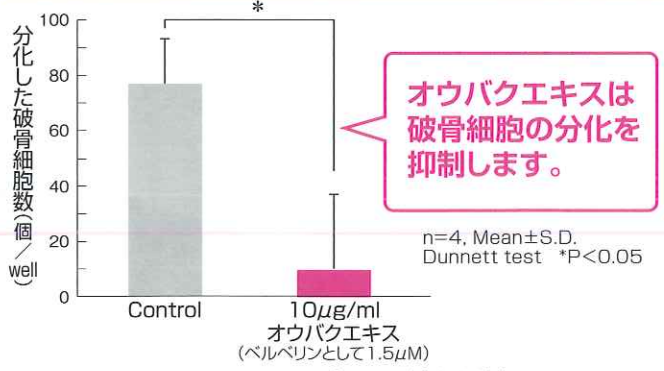 分化した破骨細胞数(個/well)
100
80
60
40
20
0
*
Control
10μg/ml
オウバクエキス
(ベルベリンとして1.5μM)
オウバクエキスは
破骨細胞の分化を
抑制します。
n=4, Mean±S.D.
Dunnett test *P<0.05